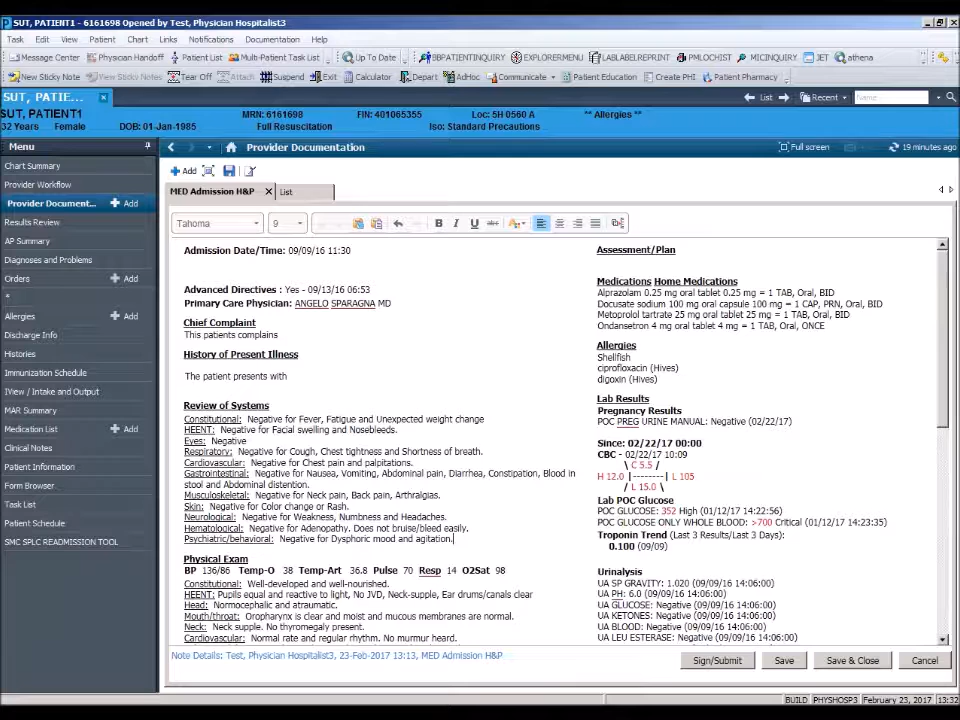 SUT, PATIENT1 - 6161698 Opened by Test, Physician Hospitalist3
Task Edit View Patient Chart Links Notifications Documentation Help
Message Center Physician Handoff Patient List Multi-Patient Task List Up To Date BBPATIENTINQUIRY EXPLORERMENU LABLABELREPRINT PMLOCHIST MICINQUIRY JET athena
New Sticky Note View Sticky Notes Tear Off Attach Suspend Exit Calculator Depart AdHoc Communicate Patient Education Create PHI Patient Pharmacy
SUT, PATIE... List Recent Name
SUT, PATIENT1 MRN: 6161698 FIN: 401065355 Loc: 5H 0560 A ** Allergies **
32 Years Female DOB: 01-Jan-1985 Full Resuscitation Iso: Standard Precautions
Menu
Chart Summary
Provider Workflow
Provider Document... Add
Results Review
AP Summary
Diagnoses and Problems
Orders Add
*
Allergies Add
Discharge Info
Histories
Immunization Schedule
IView / Intake and Output
MAR Summary
Medication List Add
Clinical Notes
Patient Information
Form Browser
Task List
Patient Schedule
SMC SPLC READMISSION TOOL
Provider Documentation Full screen 19 minutes ago
Add
MED Admission H&P List
Tahoma 9 B I U abc A
Admission Date/Time: 09/09/16 11:30
Advanced Directives : Yes - 09/13/16 06:53
Primary Care Physician: ANGELO SPARAGNA MD
Chief Complaint
This patients complains
History of Present Illness
The patient presents with
Review of Systems
Constitutional: Negative for Fever, Fatigue and Unexpected weight change
HEENT: Negative for Facial swelling and Nosebleeds.
Eyes: Negative
Respiratory: Negative for Cough, Chest tightness and Shortness of breath.
Cardiovascular: Negative for Chest pain and palpitations.
Gastrointestinal: Negative for Nausea, Vomiting, Abdominal pain, Diarrhea, Constipation, Blood in
stool and Abdominal distention.
Musculoskeletal: Negative for Neck pain, Back pain, Arthralgias.
Skin: Negative for Color change or Rash.
Neurological: Negative for Weakness, Numbness and Headaches.
Hematological: Negative for Adenopathy. Does not bruise/bleed easily.
Psychiatric/behavioral: Negative for Dysphoric mood and agitation.
Physical Exam
BP 136/86 Temp-O 38 Temp-Art 36.8 Pulse 70 Resp 14 O2Sat 98
Constitutional: Well-developed and well-nourished.
HEENT: Pupils equal and reactive to light, No JVD, Neck-supple, Ear drums/canals clear
Head: Normocephalic and atraumatic.
Mouth/throat: Oropharynx is clear and moist and mucous membranes are normal.
Neck: Neck supple. No thyromegaly present.
Cardiovascular: Normal rate and regular rhythm. No murmur heard.
Assessment/Plan
Medications Home Medications
Alprazolam 0.25 mg oral tablet 0.25 mg = 1 TAB, Oral, BID
Docusate sodium 100 mg oral capsule 100 mg = 1 CAP, PRN, Oral, BID
Metoprolol tartrate 25 mg oral tablet 25 mg = 1 TAB, Oral, BID
Ondansetron 4 mg oral tablet 4 mg = 1 TAB, Oral, ONCE
Allergies
Shellfish
ciprofloxacin (Hives)
digoxin (Hives)
Lab Results
Pregnancy Results
POC PREG URINE MANUAL: Negative (02/22/17)
Since: 02/22/17 00:00
CBC - 02/22/17 10:09
\ C 5.5 /
H 12.0 |--------| L 105
/ L 15.0 \
Lab POC Glucose
POC GLUCOSE: 352 High (01/12/17 14:22:56)
POC GLUCOSE ONLY WHOLE BLOOD: >700 Critical (01/12/17 14:23:35)
Troponin Trend (Last 3 Results/Last 3 Days):
0.100 (09/09)
Urinalysis
UA SP GRAVITY: 1.020 (09/09/16 14:06:00)
UA PH: 6.0 (09/09/16 14:06:00)
UA GLUCOSE: Negative (09/09/16 14:06:00)
UA KETONES: Negative (09/09/16 14:06:00)
UA BLOOD: Negative (09/09/16 14:06:00)
UA LEU ESTERASE: Negative (09/09/16 14:06:00)
Note Details: Test, Physician Hospitalist3, 23-Feb-2017 13:13, MED Admission H&P
Sign/Submit Save Save & Close Cancel
BUILD PHYSHOSP3 February 23, 2017 13:32